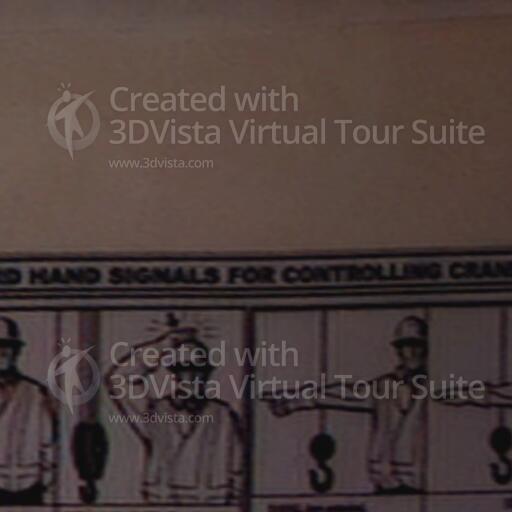 Created with
3DVista Virtual Tour Suite
www.3dvista.com
HAND SIGNALS FOR CONTROLLING
Created with
3DVista Virtual Tour Suite
www.3dvista.com